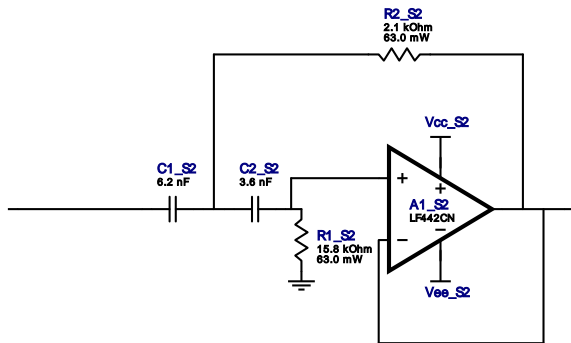 R2_S2
2.1 kOhm
63.0 mW
Vcc_S2
C1_S2
6.2 nF
C2_S2
3.6 nF
+
+
A1_S2
LF442CN
R1_S2
15.8 kOhm
63.0 mW
−
−
Vee_S2